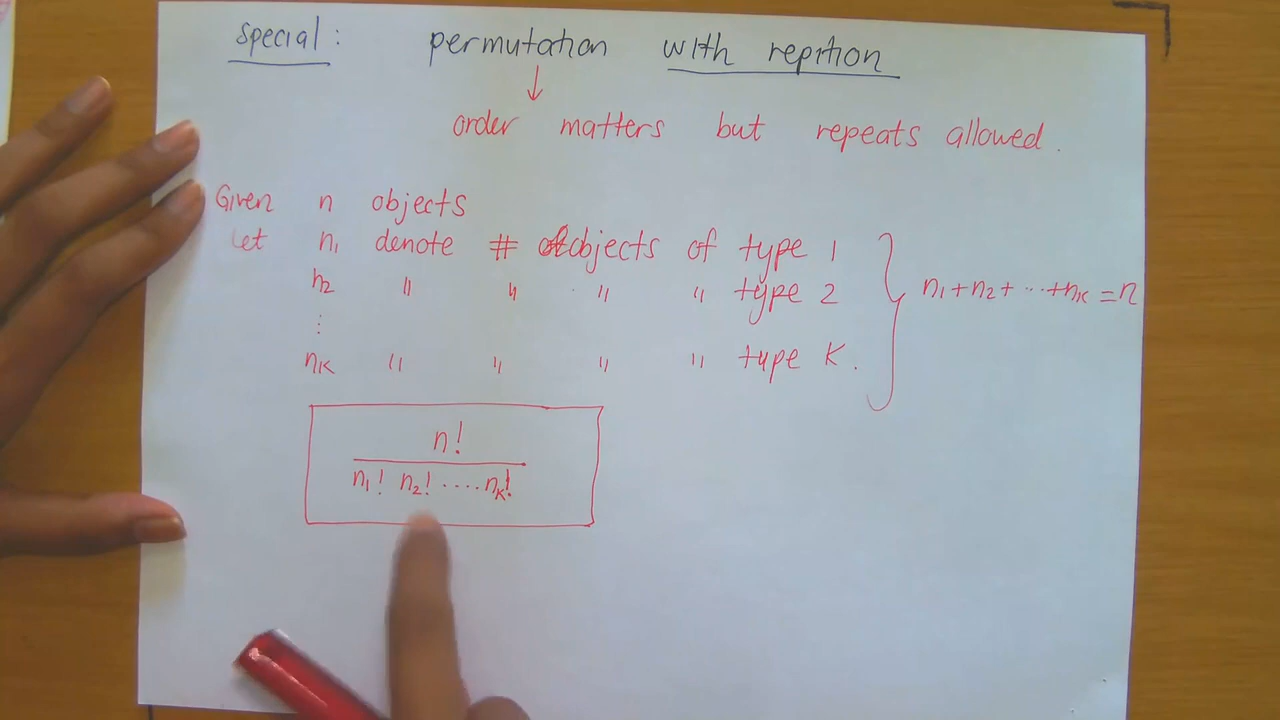 special : permutation with repition
↓
order matters but repeats allowed.
Given n objects
Let n₁ denote # of objects of type 1
n₂ " " " " type 2
⋮
nₖ " " " " type K.
} n₁+n₂+ ⋯ +nₖ = n
n!
n₁! n₂! ⋯⋅ nₖ!